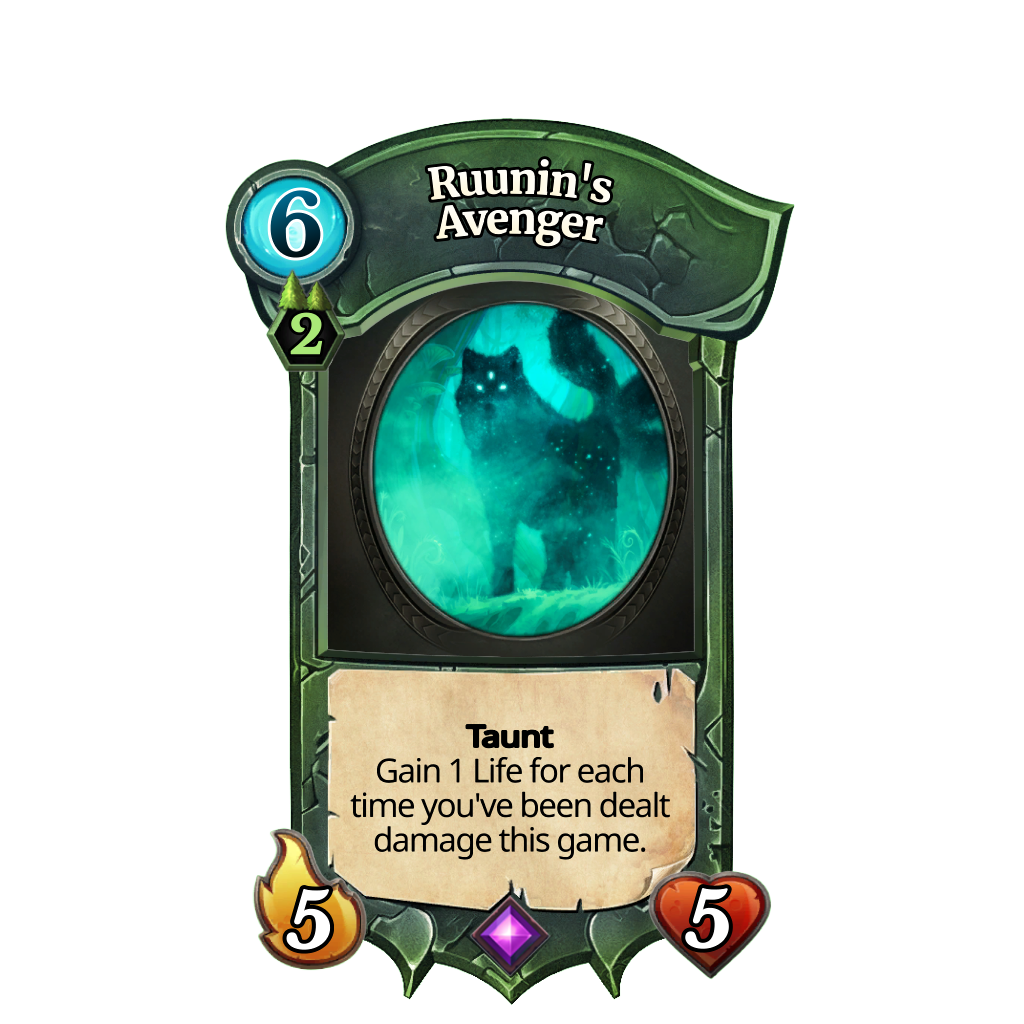 Ruunin's
Avenger
6
2
Taunt
Gain 1 Life for each
time you've been dealt
damage this game.
5
5